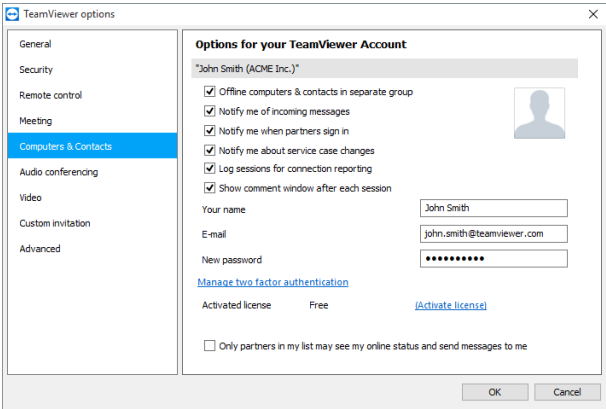 TeamViewer options
General
Security
Remote control
Meeting
Computers & Contacts
Audio conferencing
Video
Custom invitation
Advanced
Options for your TeamViewer Account
"John Smith (ACME Inc.)"
Offline computers & contacts in separate group
Notify me of incoming messages
Notify me when partners sign in
Notify me about service case changes
Log sessions for connection reporting
Show comment window after each session
Your name John Smith
E-mail john.smith@teamviewer.com
New password ••••••••••
Manage two factor authentication
Activated license Free (Activate license)
Only partners in my list may see my online status and send messages to me
OK Cancel